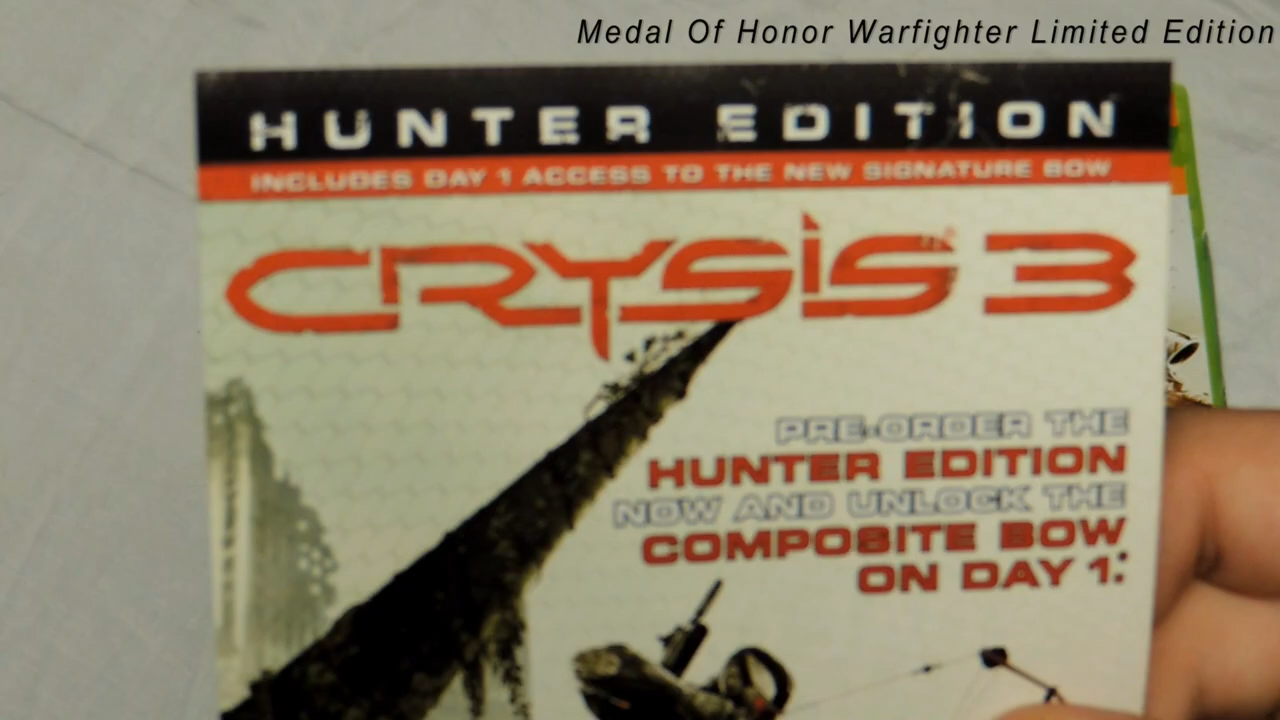 Medal Of Honor Warfighter Limited Edition
HUNTER EDITION
INCLUDES DAY 1 ACCESS TO THE NEW SIGNATURE BOW
CRYSIS 3
PRE-ORDER THE
HUNTER EDITION
NOW AND UNLOCK THE
COMPOSITE BOW
ON DAY 1.*